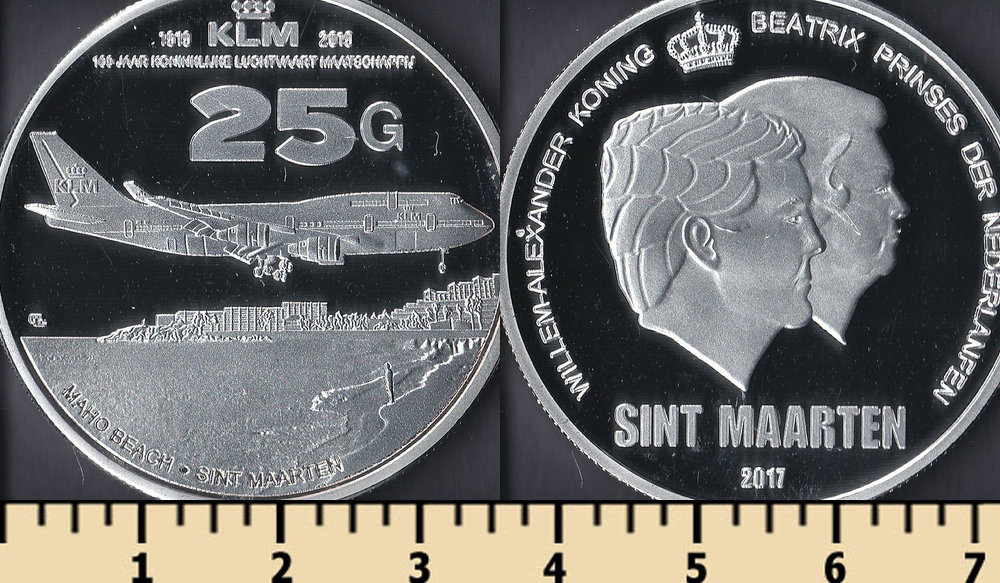 KLM
1919 2019
100 JAAR KONINKLIJKE LUCHTVAART MAATSCHAPPIJ
25G
KLM
KLM
MAHO BEACH • SINT MAARTEN
WILLEM-ALEXANDER KONING
BEATRIX PRINSES DER NEDERLANFEN
SINT MAARTEN
2017
1 2 3 4 5 6 7